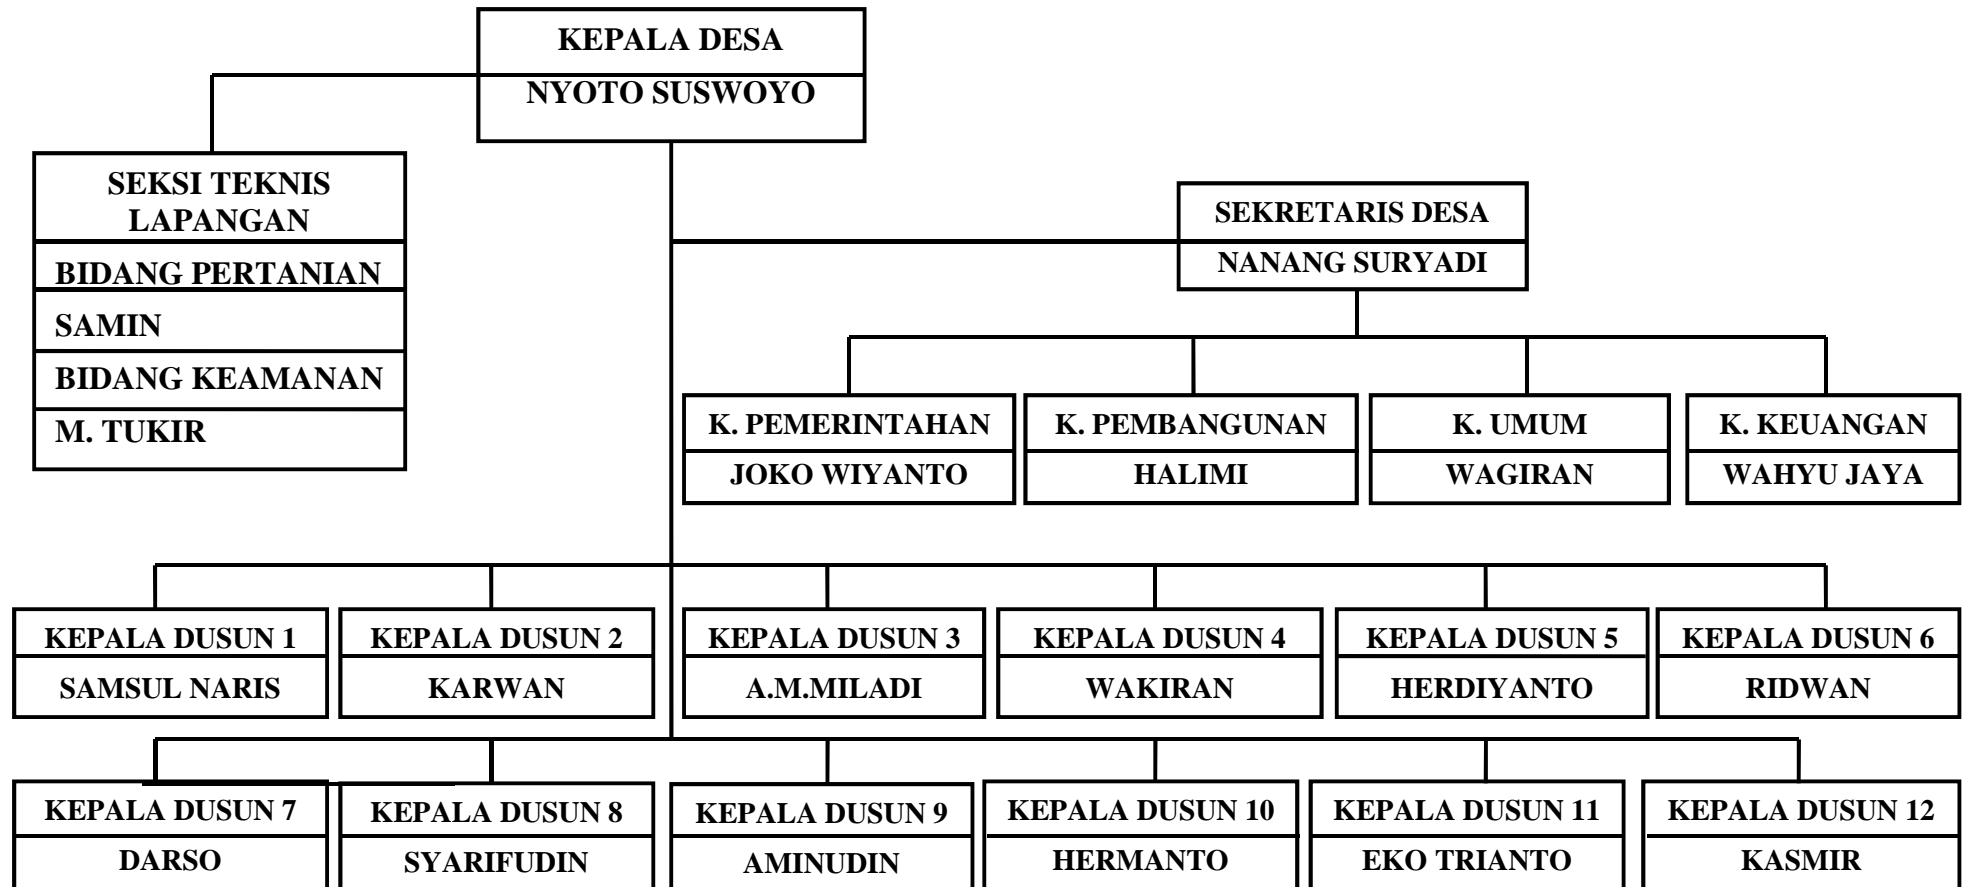 KEPALA DESA
NYOTO SUSWOYO
SEKSI TEKNIS
LAPANGAN
BIDANG PERTANIAN
SAMIN
BIDANG KEAMANAN
M. TUKIR
SEKRETARIS DESA
NANANG SURYADI
K. PEMERINTAHAN
JOKO WIYANTO
K. PEMBANGUNAN
HALIMI
K. UMUM
WAGIRAN
K. KEUANGAN
WAHYU JAYA
KEPALA DUSUN 1
SAMSUL NARIS
KEPALA DUSUN 2
KARWAN
KEPALA DUSUN 3
A.M.MILADI
KEPALA DUSUN 4
WAKIRAN
KEPALA DUSUN 5
HERDIYANTO
KEPALA DUSUN 6
RIDWAN
KEPALA DUSUN 7
DARSO
KEPALA DUSUN 8
SYARIFUDIN
KEPALA DUSUN 9
AMINUDIN
KEPALA DUSUN 10
HERMANTO
KEPALA DUSUN 11
EKO TRIANTO
KEPALA DUSUN 12
KASMIR